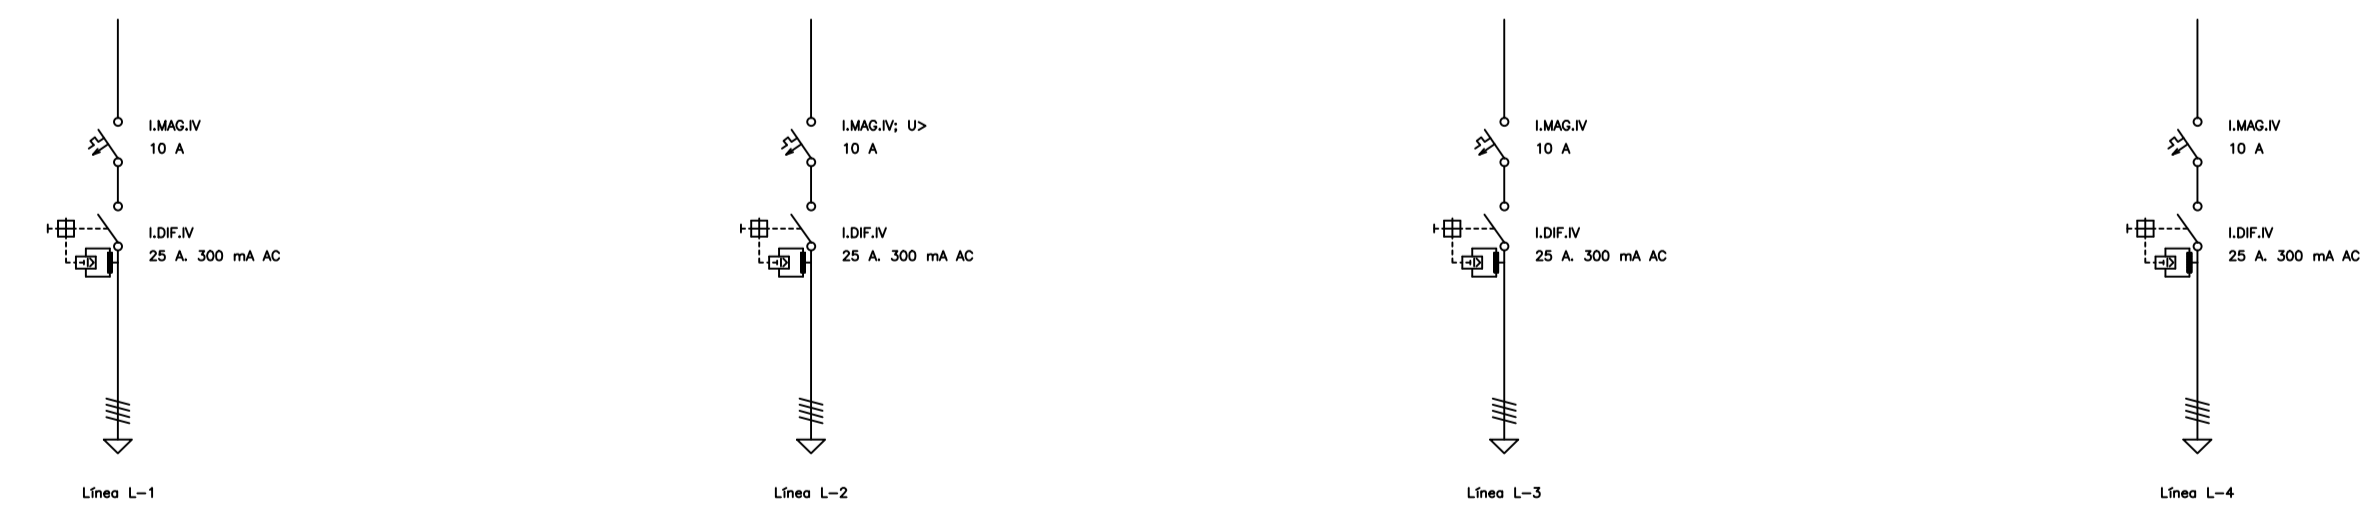 I.MAG.IV
10 A
I.DIF.IV
25 A. 300 mA AC
Línea L-1
I.MAG.IV; U>
10 A
I.DIF.IV
25 A. 300 mA AC
Línea L-2
I.MAG.IV
10 A
I.DIF.IV
25 A. 300 mA AC
Línea L-3
I.MAG.IV
10 A
I.DIF.IV
25 A. 300 mA AC
Línea L-4